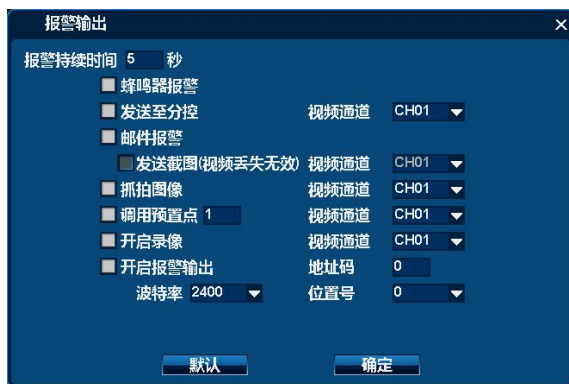 报警输出
报警持续时间 5 秒
蜂鸣器报警
发送至分控 视频通道 CH01
邮件报警
发送截图(视频丢失无效) 视频通道 CH01
抓拍图像 视频通道 CH01
调用预置点 1 视频通道 CH01
开启录像 视频通道 CH01
开启报警输出 地址码 0
波特率 2400 位置号 0
默认 确定